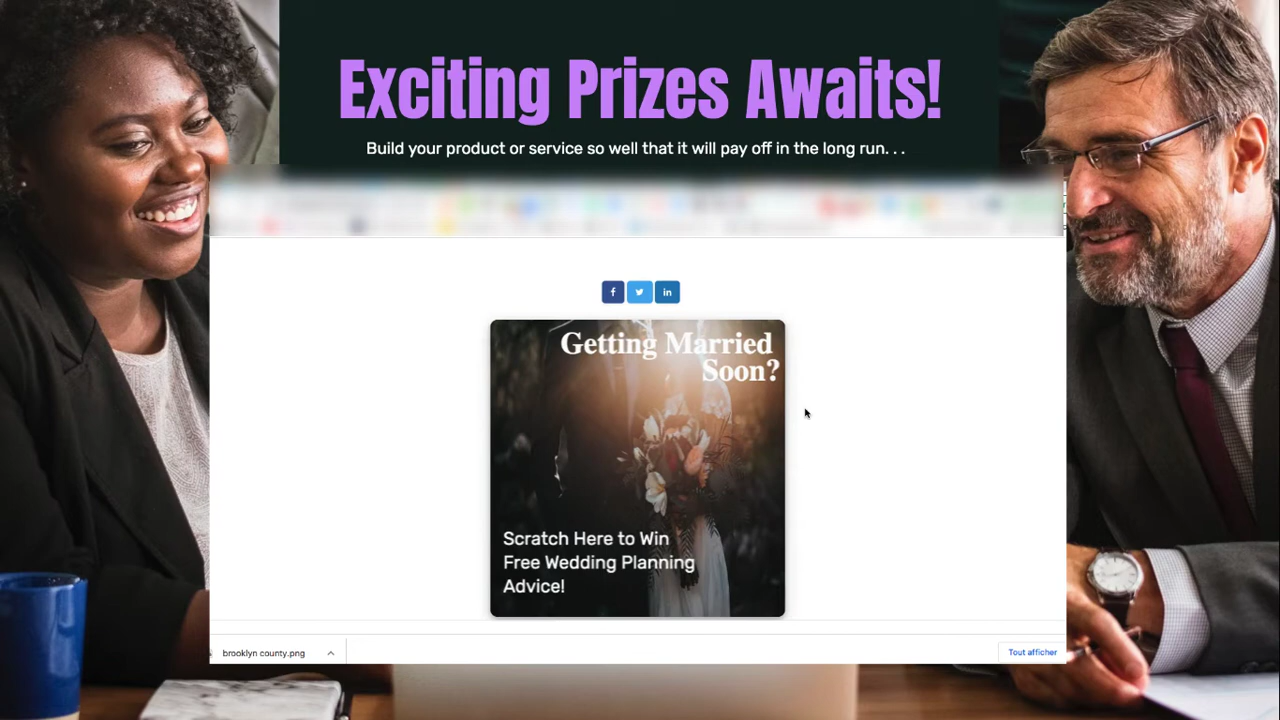 Exciting Prizes Awaits!
Build your product or service so well that it will pay off in the long run. . .
Getting Married
Soon?
Scratch Here to Win
Free Wedding Planning
Advice!
brooklyn county.png
Tout afficher